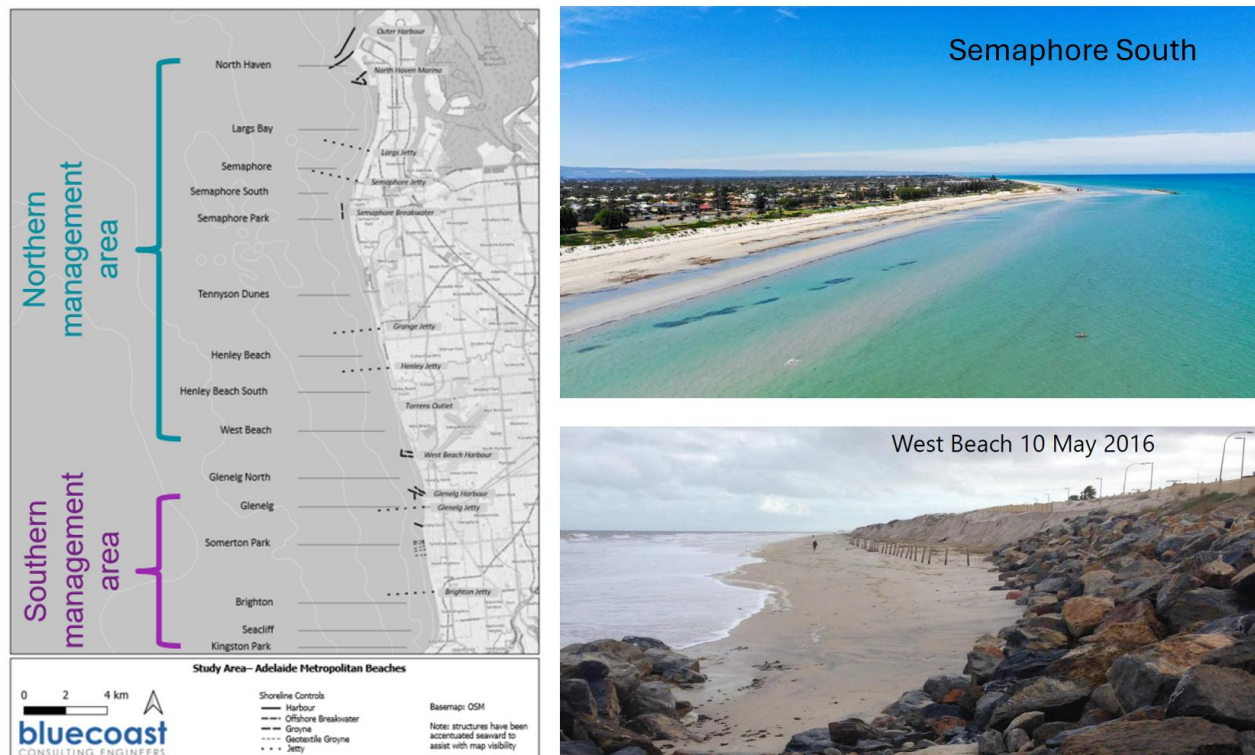 Northern
management
area
Southern
management
area
North Haven
Largs Bay
Semaphore
Semaphore South
Semaphore Park
Tennyson Dunes
Henley Beach
Henley Beach South
West Beach
Glenelg North
Glenelg
Somerton Park
Brighton
Seacliff
Kingston Park
Outer Harbour
North Haven Marina
Largs Jetty
Semaphore Jetty
Semaphore Breakwater
Grange Jetty
Henley Jetty
Torrens Outlet
West Beach Harbour
Glenelg Harbour
Glenelg Jetty
Brighton Jetty
Study Area– Adelaide Metropolitan Beaches
0 2 4 km
bluecoast
CONSULTING ENGINEERS
Shoreline Controls
Harbour
Offshore Breakwater
Groyne
Geotextile Groyne
Jetty
Basemap: OSM
Note: structures have been
accentuated seaward to
assist with map visibility
Semaphore South
West Beach 10 May 2016